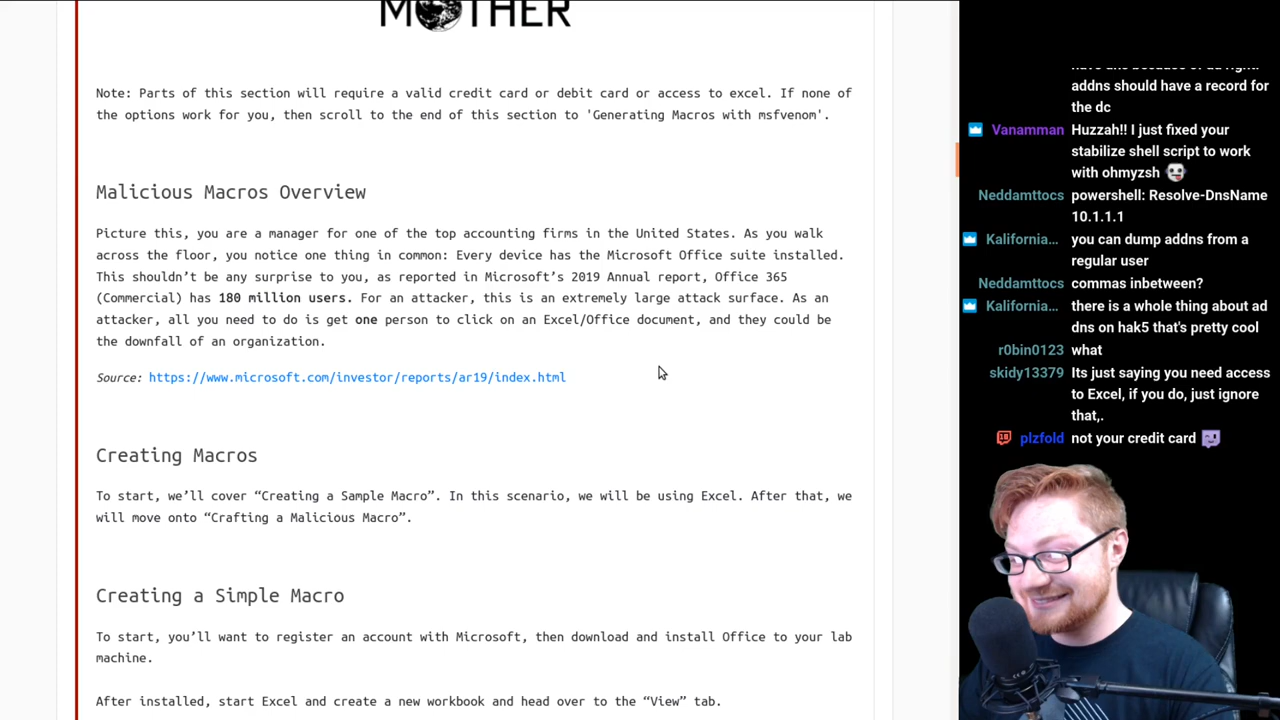 MOTHER
Note: Parts of this section will require a valid credit card or debit card or access to excel. If none of
the options work for you, then scroll to the end of this section to 'Generating Macros with msfvenom'.
Malicious Macros Overview
Picture this, you are a manager for one of the top accounting firms in the United States. As you walk
across the floor, you notice one thing in common: Every device has the Microsoft Office suite installed.
This shouldn’t be any surprise to you, as reported in Microsoft’s 2019 Annual report, Office 365
(Commercial) has 180 million users. For an attacker, this is an extremely large attack surface. As an
attacker, all you need to do is get one person to click on an Excel/Office document, and they could be
the downfall of an organization.
Source: https://www.microsoft.com/investor/reports/ar19/index.html
Creating Macros
To start, we’ll cover “Creating a Sample Macro”. In this scenario, we will be using Excel. After that, we
will move onto “Crafting a Malicious Macro”.
Creating a Simple Macro
To start, you’ll want to register an account with Microsoft, then download and install Office to your lab
machine.
After installed, start Excel and create a new workbook and head over to the “View” tab.
addns should have a record for
the dc
Vanamman Huzzah!! I just fixed your
stabilize shell script to work
with ohmyzsh
Neddamttocs powershell: Resolve-DnsName
10.1.1.1
Kalifornia... you can dump addns from a
regular user
Neddamttocs commas inbetween?
Kalifornia... there is a whole thing about ad
dns on hak5 that's pretty cool
r0bin0123 what
skidy13379 Its just saying you need access
to Excel, if you do, just ignore
that,.
plzfold not your credit card